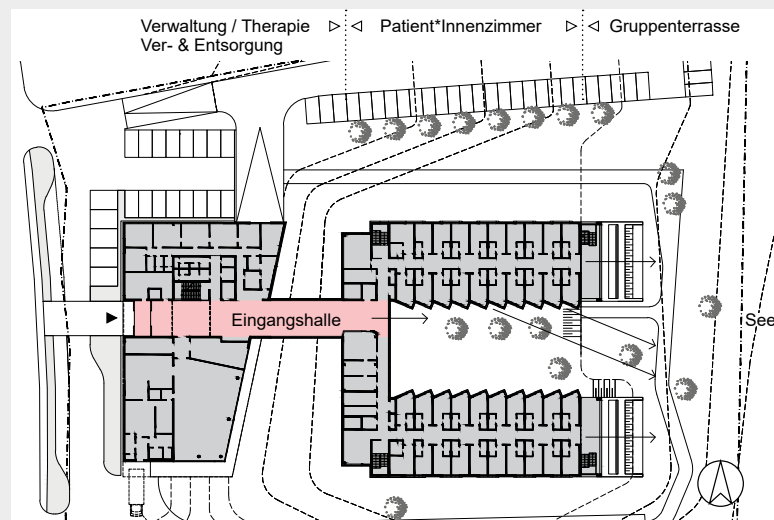 Verwaltung / Therapie
Ver- & Entsorgung
Patient*Innenzimmer
Gruppenterrasse
Eingangshalle
See